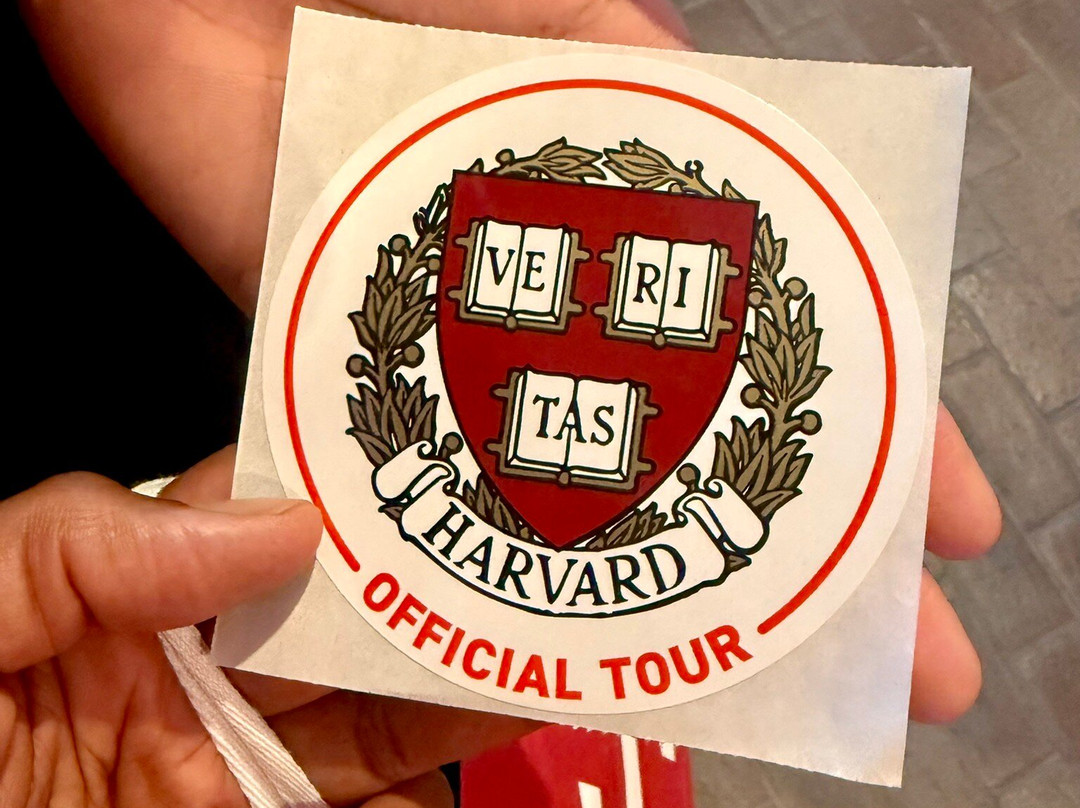 VE RI
TAS
HARVARD
OFFICIAL TOUR